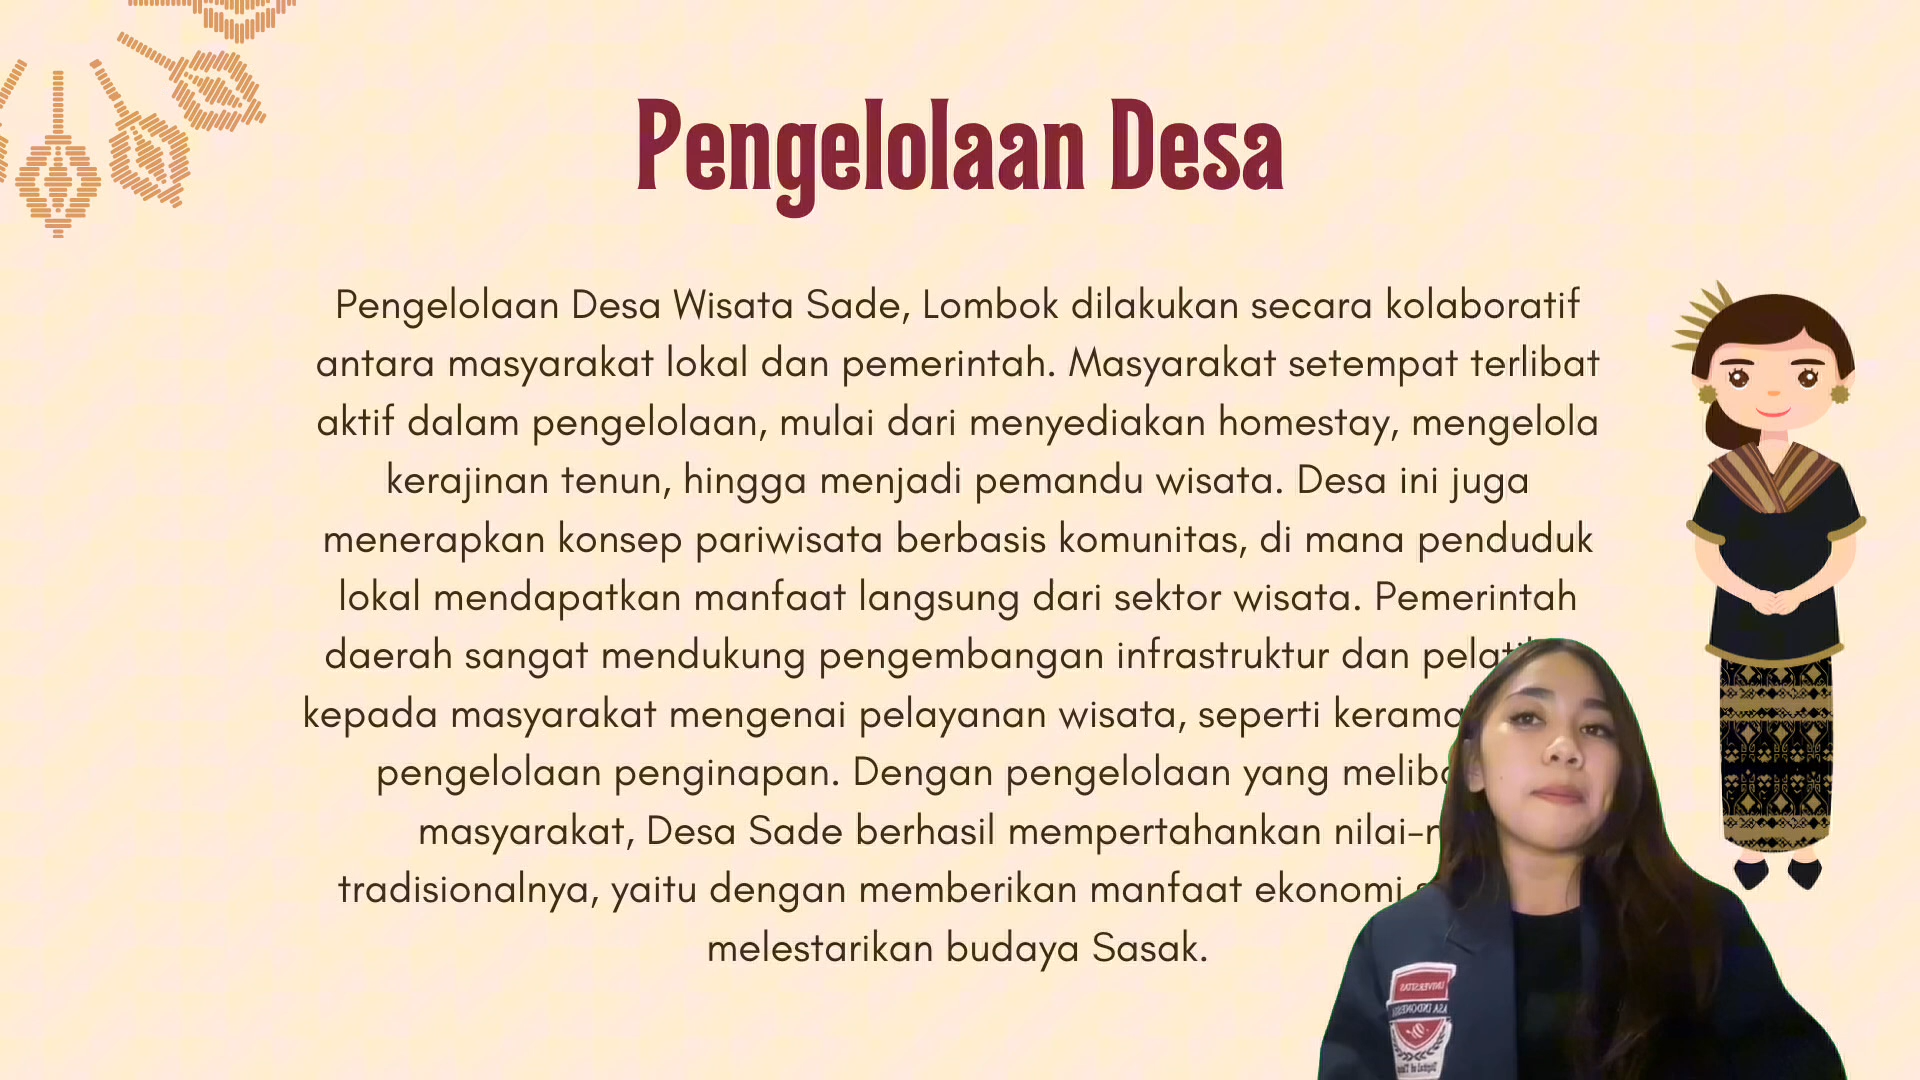 Pengelolaan Desa
Pengelolaan Desa Wisata Sade, Lombok dilakukan secara kolaboratif
antara masyarakat lokal dan pemerintah. Masyarakat setempat terlibat
aktif dalam pengelolaan, mulai dari menyediakan homestay, mengelola
kerajinan tenun, hingga menjadi pemandu wisata. Desa ini juga
menerapkan konsep pariwisata berbasis komunitas, di mana penduduk
lokal mendapatkan manfaat langsung dari sektor wisata. Pemerintah
daerah sangat mendukung pengembangan infrastruktur dan
kepada masyarakat mengenai pelayanan wisata, seperti
pengelolaan penginapan. Dengan pengelolaan yang
masyarakat, Desa Sade berhasil mempertahankan
tradisionalnya, yaitu dengan memberikan manfaat ekonomi
melestarikan budaya Sasak.
UNIVERSITAS
ASA INDONESIA